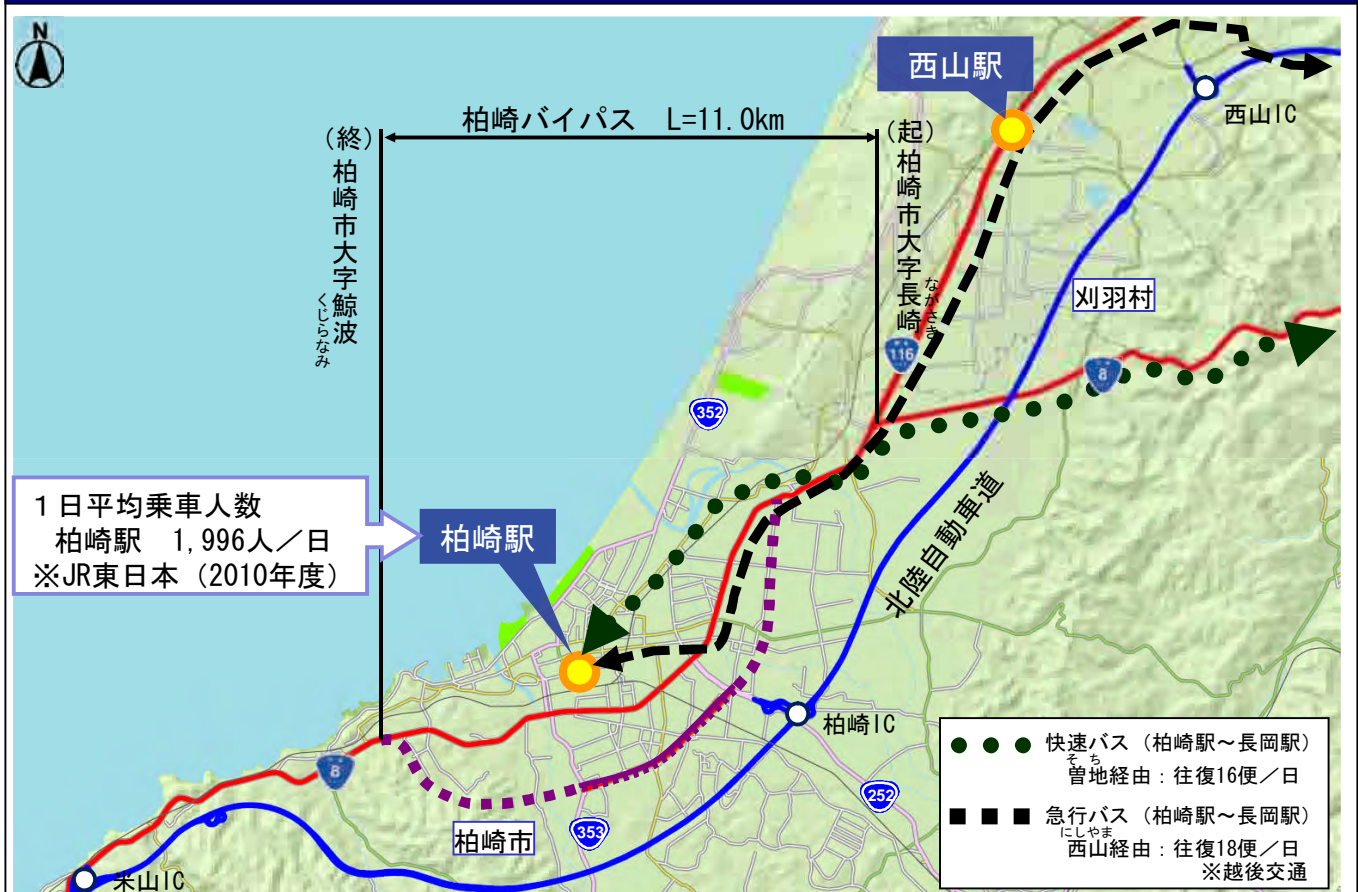 N
西山駅
西山IC
柏崎バイパス L=11.0km
(終)
柏崎市大字鯨波
くじらなみ
(起)
柏崎市大字長崎
ながさき
刈羽村
116
8
352
1日平均乗車人数
柏崎駅 1,996人/日
※JR東日本(2010年度)
柏崎駅
北陸自動車道
柏崎IC
8
252
353
柏崎市
米山IC
快速バス(柏崎駅~長岡駅)
そち
曽地経由:往復16便/日
急行バス(柏崎駅~長岡駅)
にしやま
西山経由:往復18便/日
※越後交通